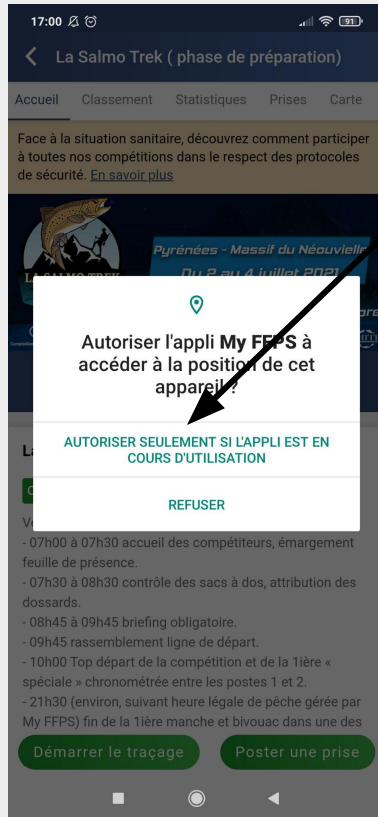 17:00
91
La Salmo Trek ( phase de préparation)
Accueil Classement Statistiques Prises Carte
Face à la situation sanitaire, découvrez comment participer
à toutes nos compétitions dans le respect des protocoles
de sécurité. En savoir plus
Pyrénées - Massif du Néouvielle
Du 2 au 4 juillet 2021
Autoriser l'appli My FFPS à
accéder à la position de cet
appareil ?
AUTORISER SEULEMENT SI L'APPLI EST EN
COURS D'UTILISATION
REFUSER
- 07h00 à 07h30 accueil des compétiteurs, émargement
feuille de présence.
- 07h30 à 08h30 contrôle des sacs à dos, attribution des
dossards.
- 08h45 à 09h45 briefing obligatoire.
- 09h45 rassemblement ligne de départ.
- 10h00 Top départ de la compétition et de la 1ière «
spéciale » chronométrée entre les postes 1 et 2.
- 21h30 (environ, suivant heure légale de pêche gérée par
My FFPS) fin de la 1ière manche et bivouac dans une des
Démarrer le traçage
Poster une prise